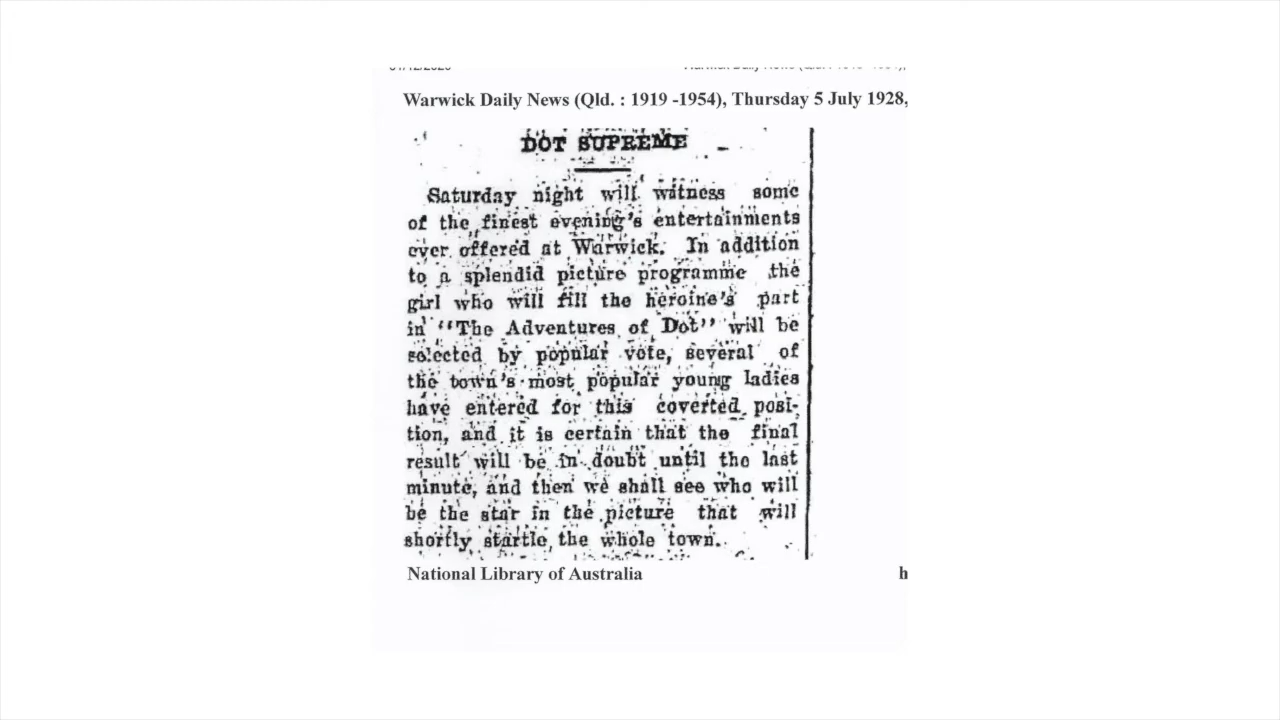 Warwick Daily News (Qld. : 1919 -1954), Thursday 5 July 1928,
DOT SUPREME
Saturday night will witness some
of the finest evening's entertainments
ever offered at Warwick. In addition
to a splendid picture programme the
girl who will fill the heroine's part
in "The Adventures of Dot" will be
selected by popular vote, several of
the town's most popular young ladies
have entered for this coverted posi-
tion, and it is certain that the final
result will be in doubt until the last
minute, and then we shall see who will
be the star in the picture that will
shortly startle the whole town.
National Library of Australia
h